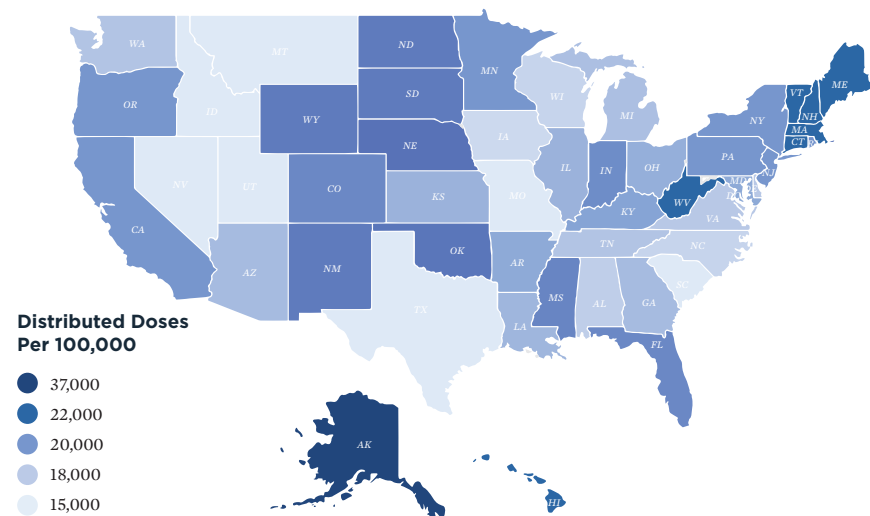 WA
MT
ND
MN
OR
ID
SD
WI
MI
NY
VT
NH
ME
MA
CT
WY
NE
IA
PA
NJ
NV
UT
CO
KS
MO
IL
IN
OH
WV
MD
VA
KY
CA
AZ
NM
OK
AR
TN
NC
SC
TX
LA
MS
AL
GA
FL
Distributed Doses
Per 100,000
37,000
22,000
20,000
18,000
15,000
AK
HI